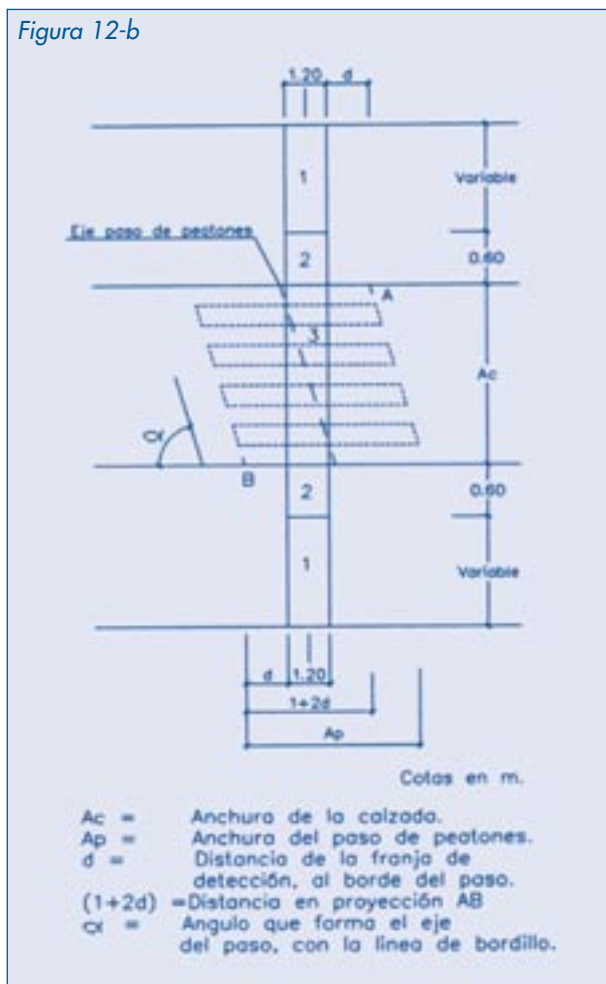 Figura 12-b
1.20 d
1
Variable
Eje paso de peatones
2
0.60
A
3
Ac
α
B
2
0.60
1
Variable
d 1.20
1+2d
Ap
Cotas en m.
Ac = Anchura de la calzada.
Ap = Anchura del paso de peatones.
d = Distancia de la franja de
detección, al borde del paso.
(1+2d) =Distancia en proyección AB
α = Angulo que forma el eje
del paso, con la linea de bordillo.